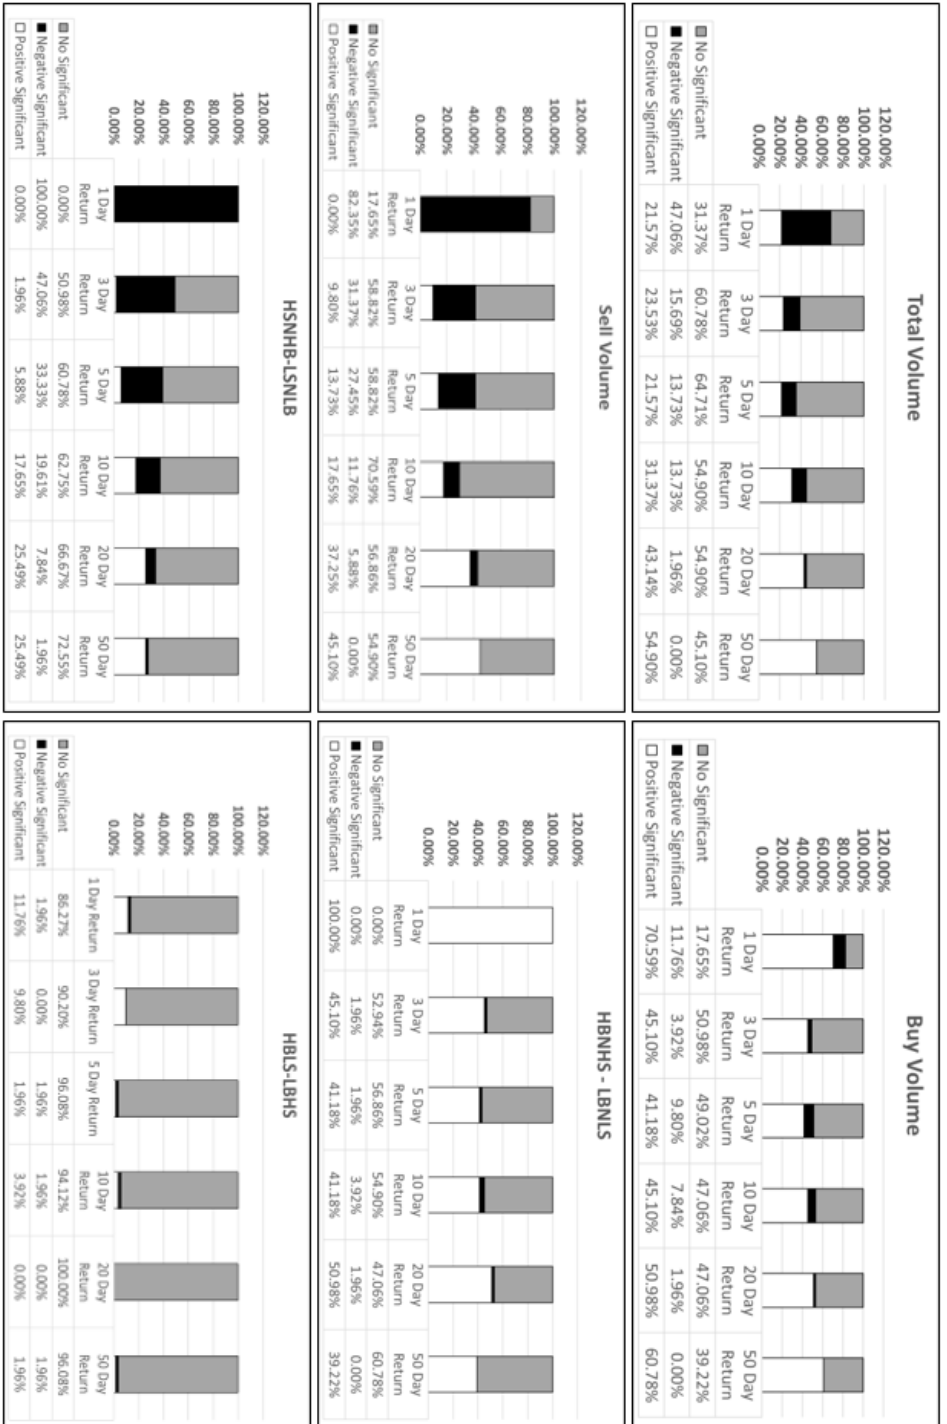 Total Volume
120.00%
100.00%
80.00%
60.00%
40.00%
20.00%
0.00%
1 Day Return 3 Day Return 5 Day Return 10 Day Return 20 Day Return 50 Day Return
No Significant 31.37% 60.78% 64.71% 54.90% 54.90% 45.10%
Negative Significant 47.06% 15.69% 13.73% 13.73% 1.96% 0.00%
Positive Significant 21.57% 23.53% 21.57% 31.37% 43.14% 54.90%
Buy Volume
120.00%
100.00%
80.00%
60.00%
40.00%
20.00%
0.00%
1 Day Return 3 Day Return 5 Day Return 10 Day Return 20 Day Return 50 Day Return
No Significant 17.65% 50.98% 49.02% 47.06% 47.06% 39.22%
Negative Significant 11.76% 3.92% 9.80% 7.84% 1.96% 0.00%
Positive Significant 70.59% 45.10% 41.18% 45.10% 50.98% 60.78%
Sell Volume
120.00%
100.00%
80.00%
60.00%
40.00%
20.00%
0.00%
1 Day Return 3 Day Return 5 Day Return 10 Day Return 20 Day Return 50 Day Return
No Significant 17.65% 58.82% 58.82% 70.59% 56.86% 54.90%
Negative Significant 82.35% 31.37% 27.45% 11.76% 5.88% 0.00%
Positive Significant 0.00% 9.80% 13.73% 17.65% 37.25% 45.10%
HBNHS - LBNLS
120.00%
100.00%
80.00%
60.00%
40.00%
20.00%
0.00%
1 Day Return 3 Day Return 5 Day Return 10 Day Return 20 Day Return 50 Day Return
No Significant 0.00% 52.94% 56.86% 54.90% 47.06% 60.78%
Negative Significant 0.00% 1.96% 1.96% 3.92% 1.96% 0.00%
Positive Significant 100.00% 45.10% 41.18% 41.18% 50.98% 39.22%
HSNHB-LSNLB
120.00%
100.00%
80.00%
60.00%
40.00%
20.00%
0.00%
1 Day Return 3 Day Return 5 Day Return 10 Day Return 20 Day Return 50 Day Return
No Significant 0.00% 50.98% 60.78% 62.75% 66.67% 72.55%
Negative Significant 100.00% 47.06% 33.33% 19.61% 7.84% 1.96%
Positive Significant 0.00% 1.96% 5.88% 17.65% 25.49% 25.49%
HBLS-LBHS
120.00%
100.00%
80.00%
60.00%
40.00%
20.00%
0.00%
1 Day Return 3 Day Return 5 Day Return 10 Day Return 20 Day Return 50 Day Return
No Significant 86.27% 90.20% 96.08% 94.12% 100.00% 96.08%
Negative Significant 1.96% 0.00% 1.96% 1.96% 0.00% 1.96%
Positive Significant 11.76% 9.80% 1.96% 3.92% 0.00% 1.96%